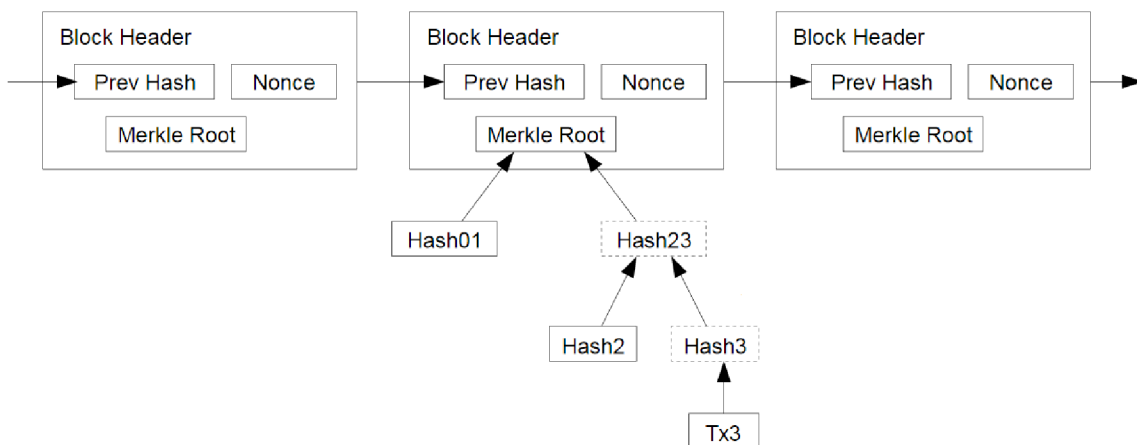 Block Header Block Header Block Header
Prev Hash Nonce Prev Hash Nonce Prev Hash Nonce
Merkle Root Merkle Root Merkle Root
Hash01 Hash23
Hash2 Hash3
Tx3